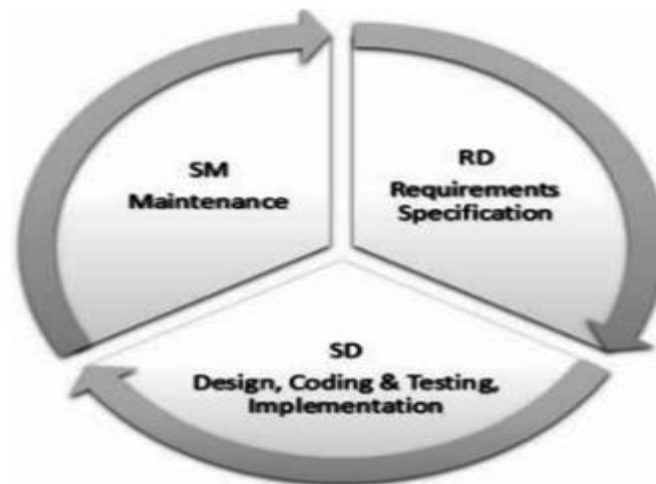 SM
Maintenance
RD
Requirements
Specification
SD
Design, Coding & Testing,
Implementation